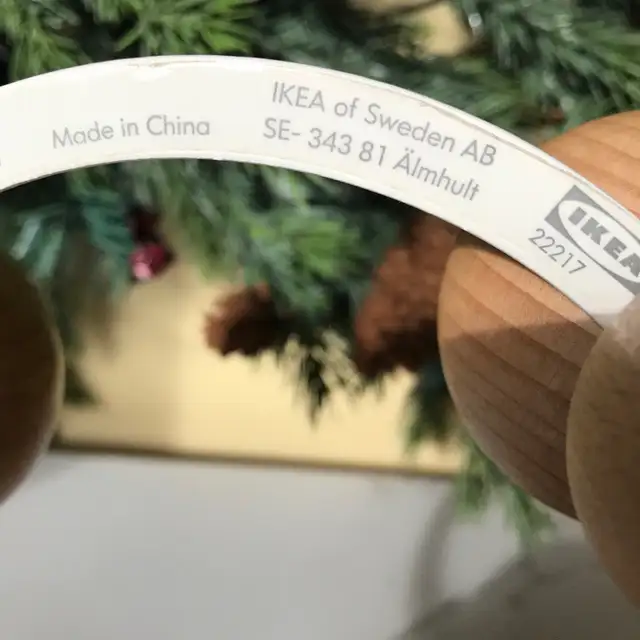 Made in China
IKEA of Sweden AB
SE- 343 81 Älmhult
IKEA
22217